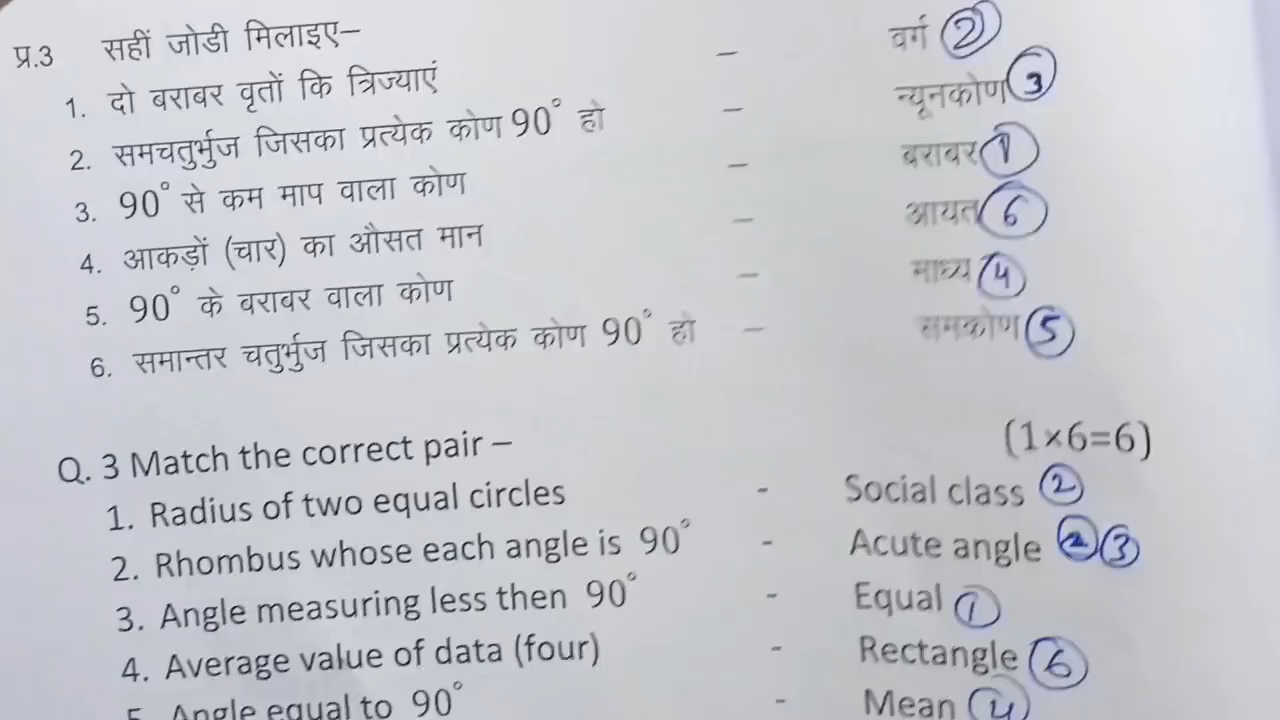 प्र.3 सहीं जोडी मिलाइए–
1. दो बराबर वृतों कि त्रिज्याएं – वर्ग 2
2. समचतुर्भुज जिसका प्रत्येक कोण 90° हो – न्यूनकोण 3
3. 90° से कम माप वाला कोण – बराबर 1
4. आकड़ों (चार) का औसत मान – आयत 6
5. 90° के बराबर वाला कोण – माध्य 4
6. समान्तर चतुर्भुज जिसका प्रत्येक कोण 90° हो – समकोण 5
Q. 3 Match the correct pair – (1×6=6)
1. Radius of two equal circles - Social class 2
2. Rhombus whose each angle is 90° - Acute angle 2 3
3. Angle measuring less then 90° - Equal 1
4. Average value of data (four) - Rectangle 6
5. Angle equal to 90° - Mean 4